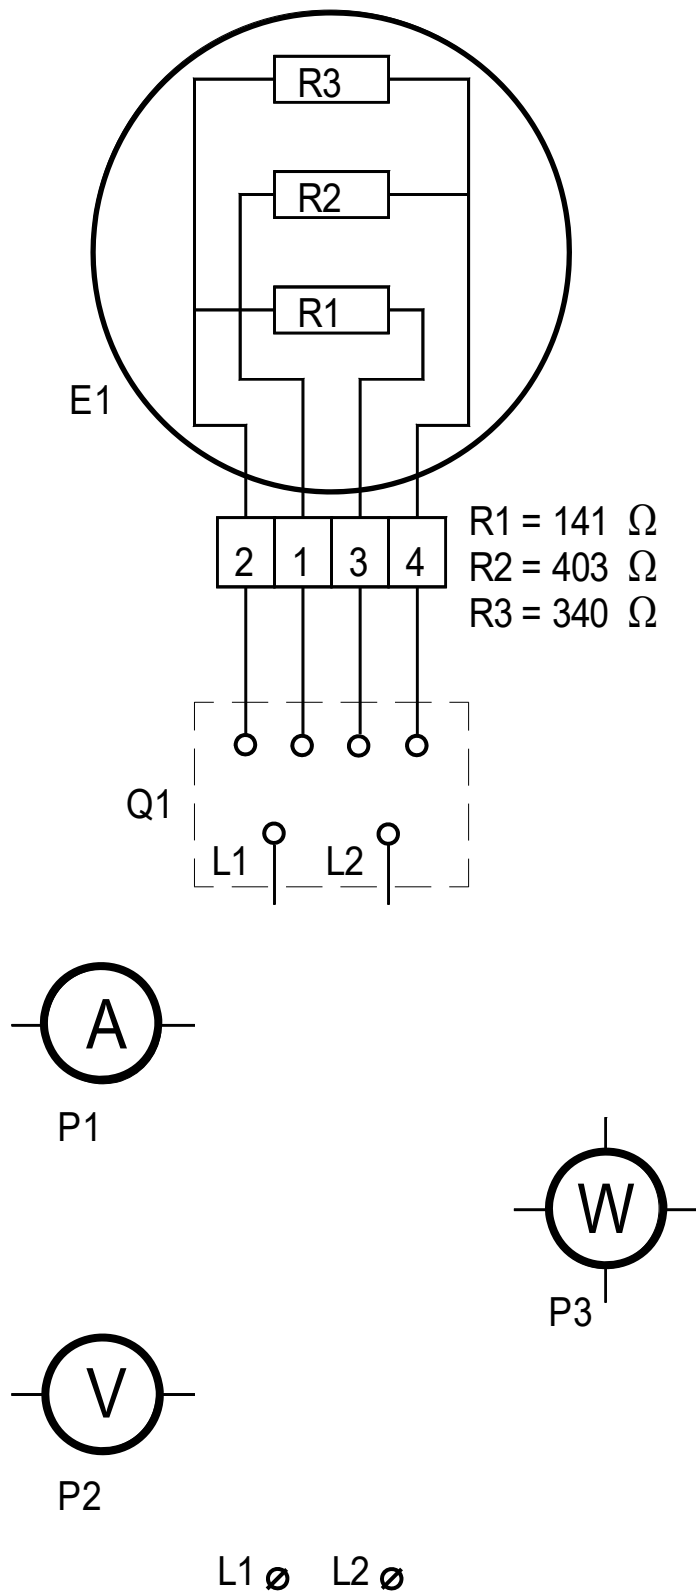 R3
R2
R1
E1
R1 = 141 Ω
2 1 3 4
R2 = 403 Ω
R3 = 340 Ω
Q1
L1 L2
A
P1
W
P3
V
P2
L1 L2